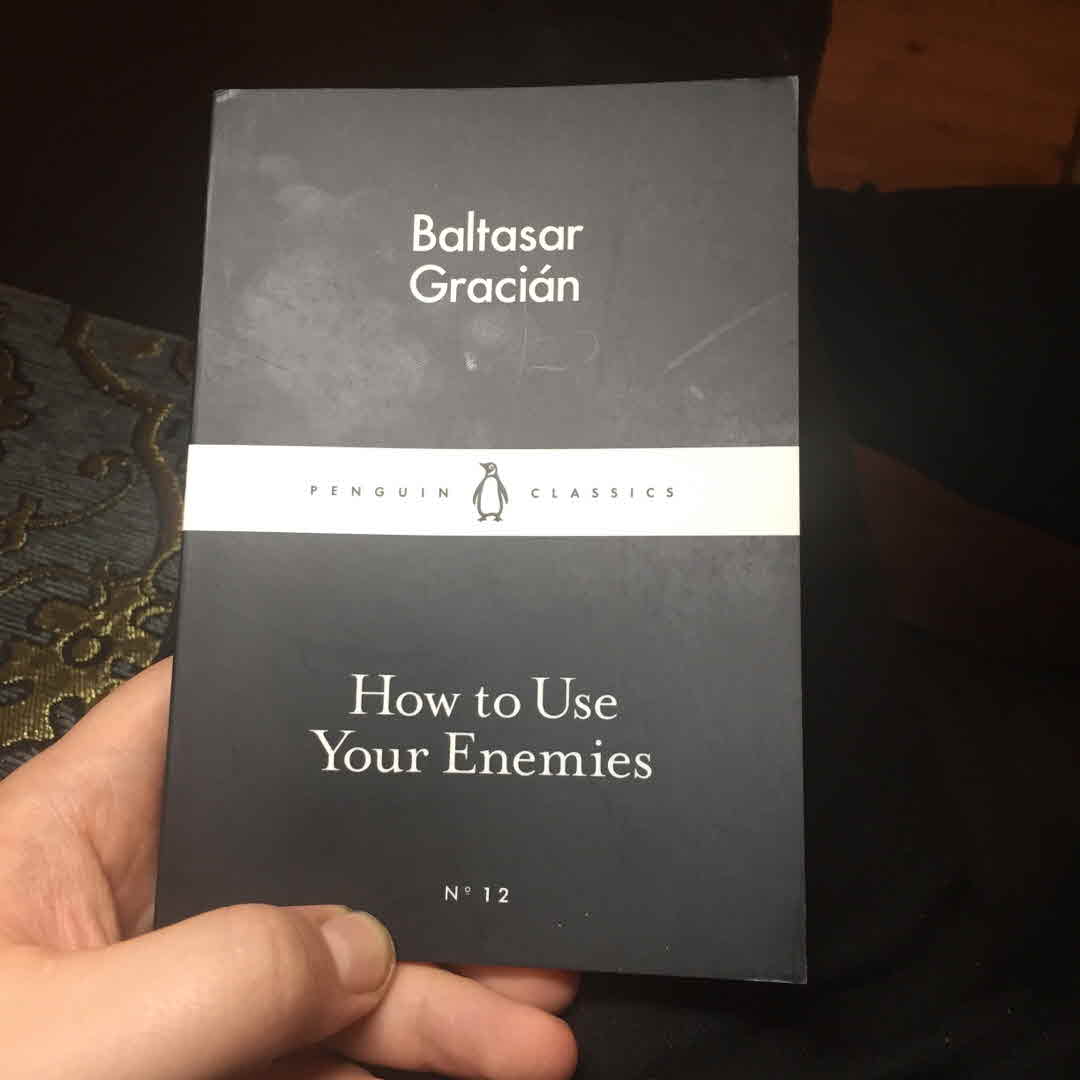 Baltasar
Gracián
PENGUIN CLASSICS
How to Use
Your Enemies
Nº 12